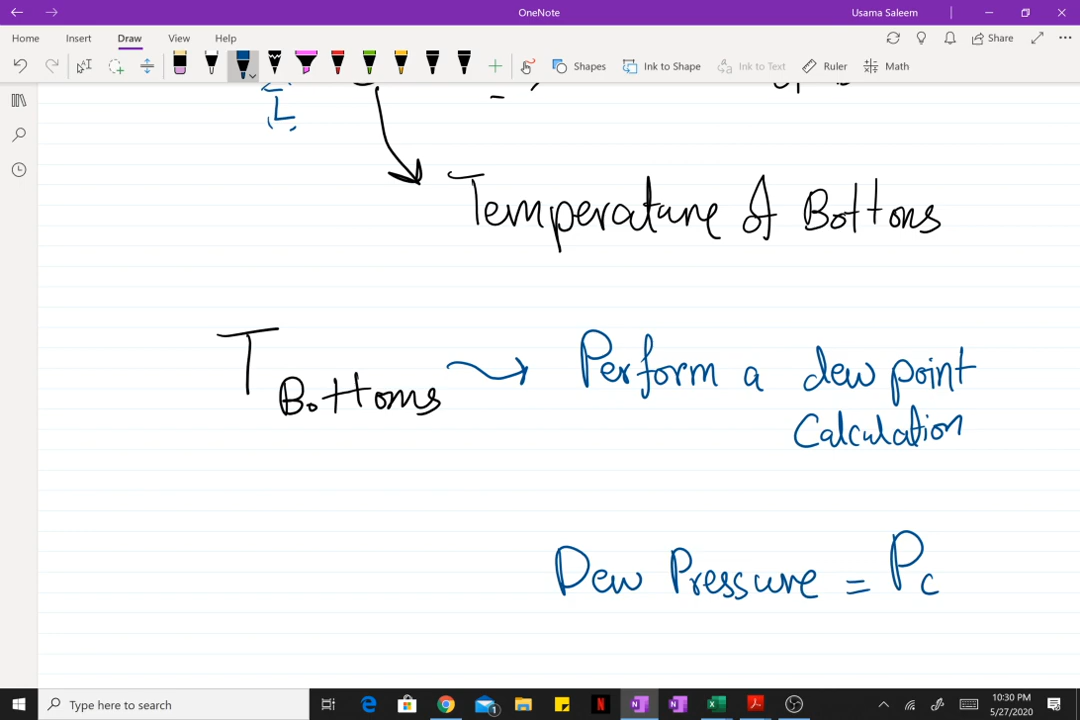 OneNote
Usama Saleem
Home Insert Draw View Help
Share
Shapes Ink to Shape Ink to Text Ruler Math
L
Temperature of Bottons
T Bottoms Perform a dew point
Calculation
Dew Pressure = Pc
Type here to search
1
10:30 PM
5/27/2020